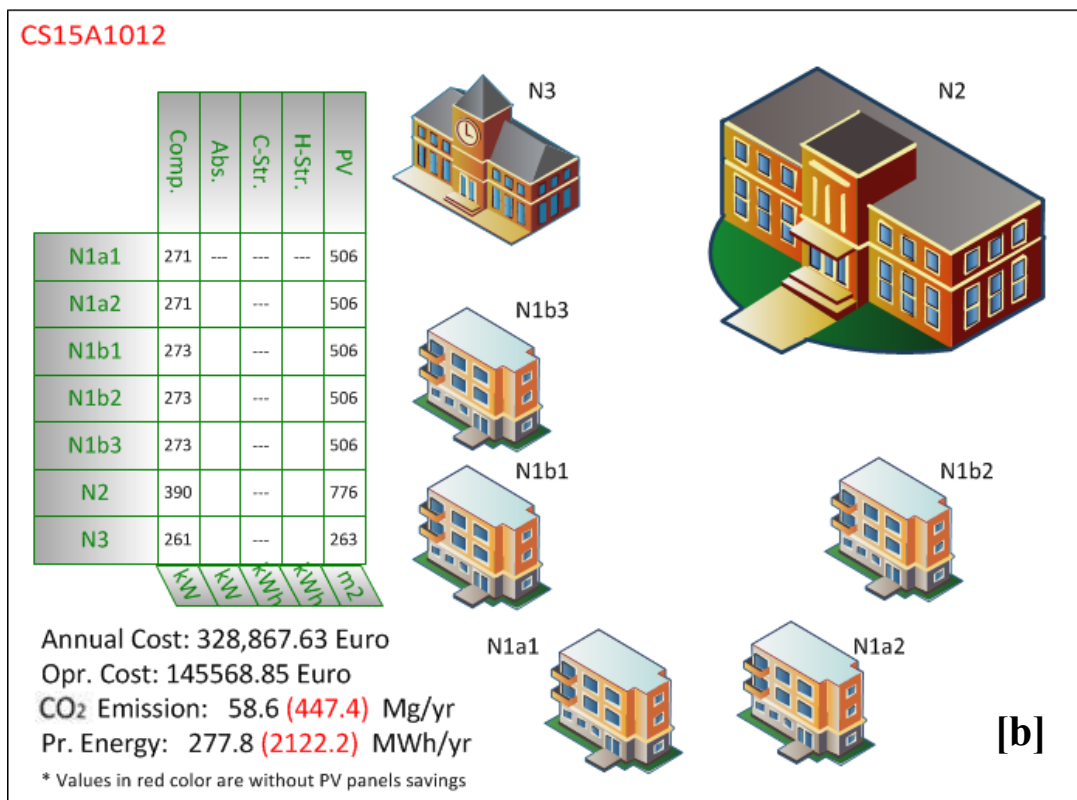 CS15A1012
N3
N2
Comp. Abs. C-Str. H-Str. PV
N1a1 271 --- --- --- 506
N1a2 271 --- 506
N1b1 273 --- 506
N1b2 273 --- 506
N1b3 273 --- 506
N2 390 --- 776
N3 261 --- 263
kW kW kWh kWh m2
N1b3
N1b1
N1b2
N1a1
N1a2
Annual Cost: 328,867.63 Euro
Opr. Cost: 145568.85 Euro
CO2 Emission: 58.6 (447.4) Mg/yr
Pr. Energy: 277.8 (2122.2) MWh/yr
* Values in red color are without PV panels savings
[b]